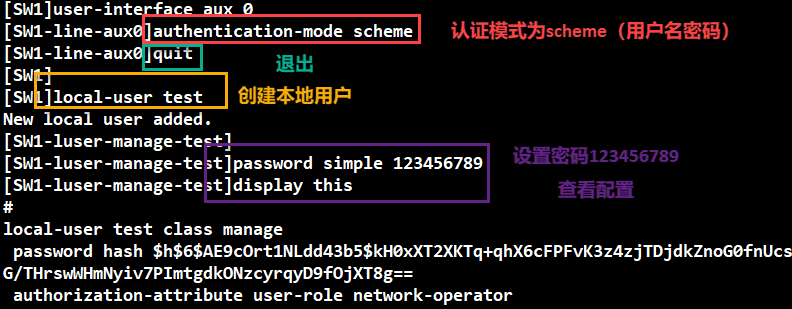 [SW1]user-interface aux 0
[SW1-line-aux0]authentication-mode scheme 认证模式为scheme（用户名密码）
[SW1-line-aux0]quit 退出
[SW1]
[SW1]local-user test 创建本地用户
New local user added.
[SW1-luser-manage-test]
[SW1-luser-manage-test]password simple 123456789 设置密码123456789
[SW1-luser-manage-test]display this 查看配置
#
local-user test class manage
password hash $h$6$AE9cOrt1NLdd43b5$kH0xXT2XKTq+qhX6cFPFvK3z4zjTDjdkZnoG0fnUcs
G/THrswWHmNyiv7PImtgdkONzcyrqyD9fOjXT8g==
authorization-attribute user-role network-operator